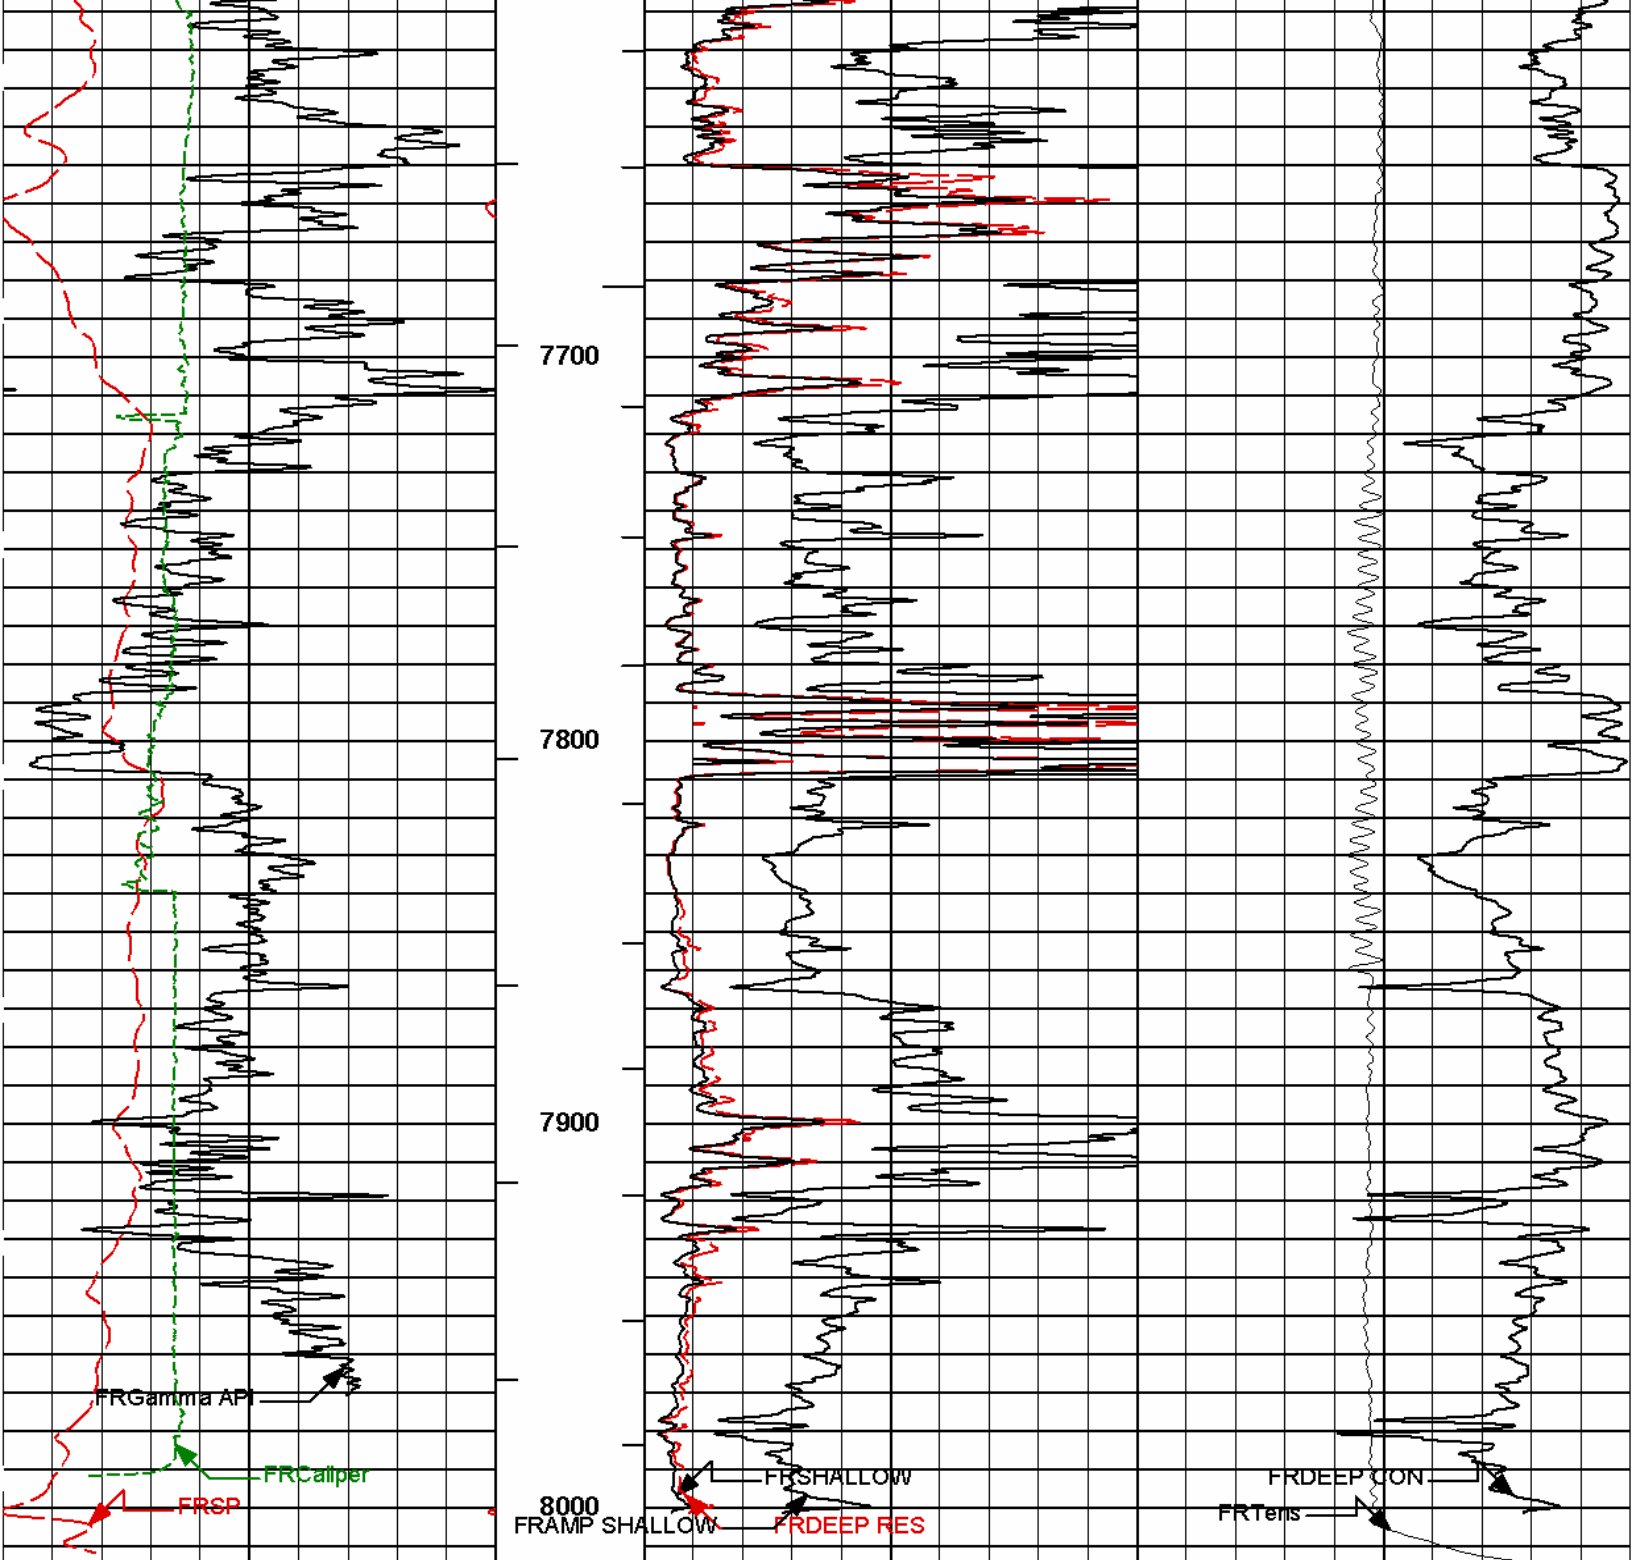 7700
7800
7900
FRGamma API
FRCaliper
FRSHALLOW
FRDEEP CON
FRSP
8000
FRTens
FRAMP SHALLOW
FRDEEP RES